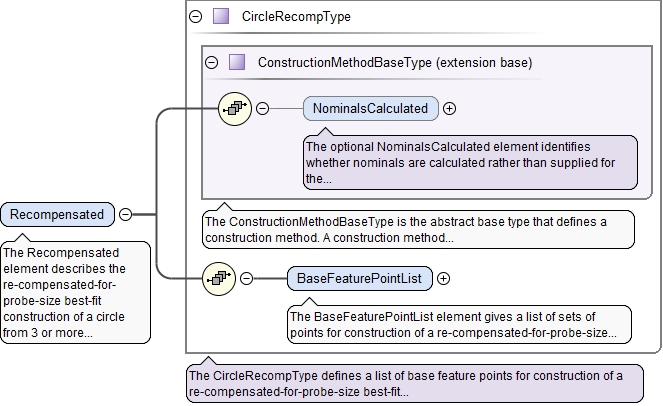 CircleRecompType
ConstructionMethodBaseType (extension base)
NominalsCalculated
The optional NominalsCalculated element identifies
whether nominals are calculated rather than supplied for
the...
Recompensated
The Recompensated
element describes the
re-compensated-for-
probe-size best-fit
construction of a circle
from 3 or more...
The ConstructionMethodBaseType is the abstract base type that defines a
construction method. A construction method...
BaseFeaturePointList
The BaseFeaturePointList element gives a list of sets of
points for construction of a re-compensated-for-probe-size...
The CircleRecompType defines a list of base feature points for construction of a
re-compensated-for-probe-size best-fit...